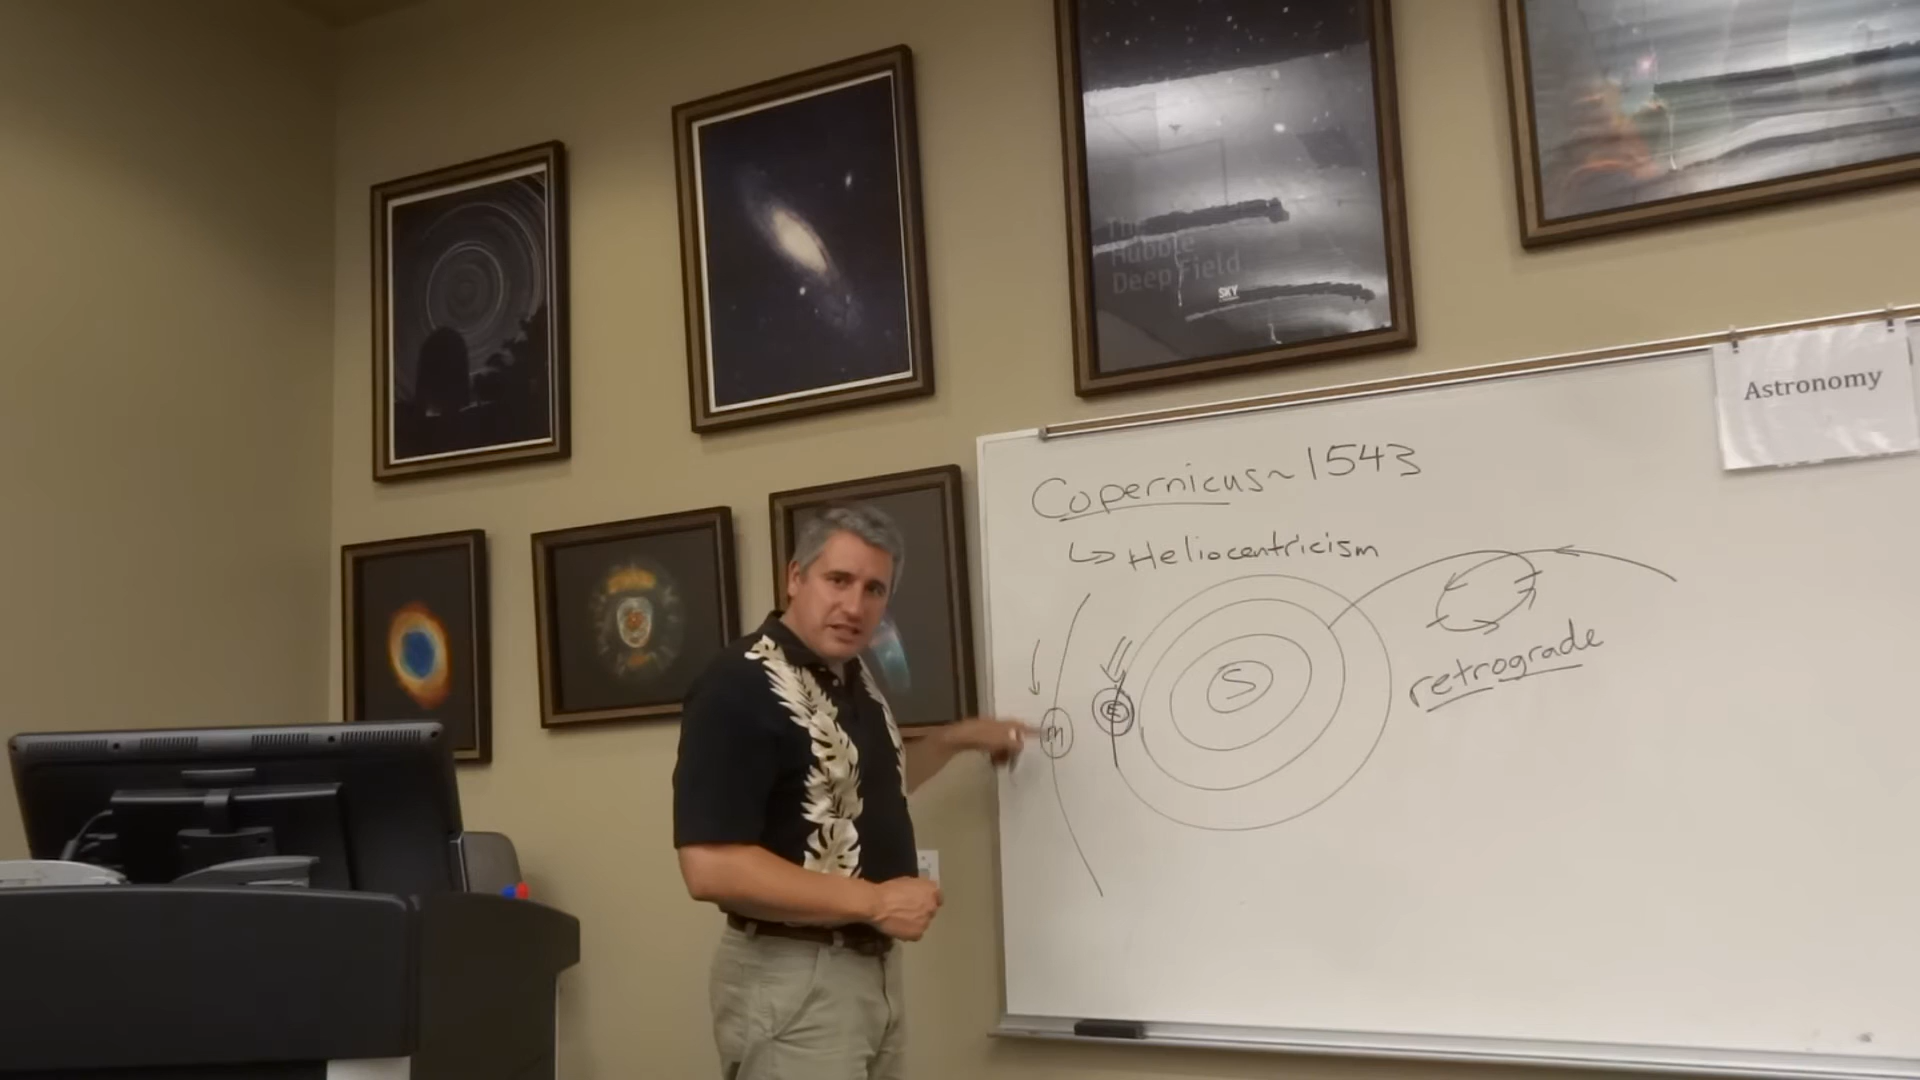 The
Hubble
Deep Field
SKY
Astronomy
Copernicus ~ 1543
↳ Heliocentricism
S
E
m
retrograde